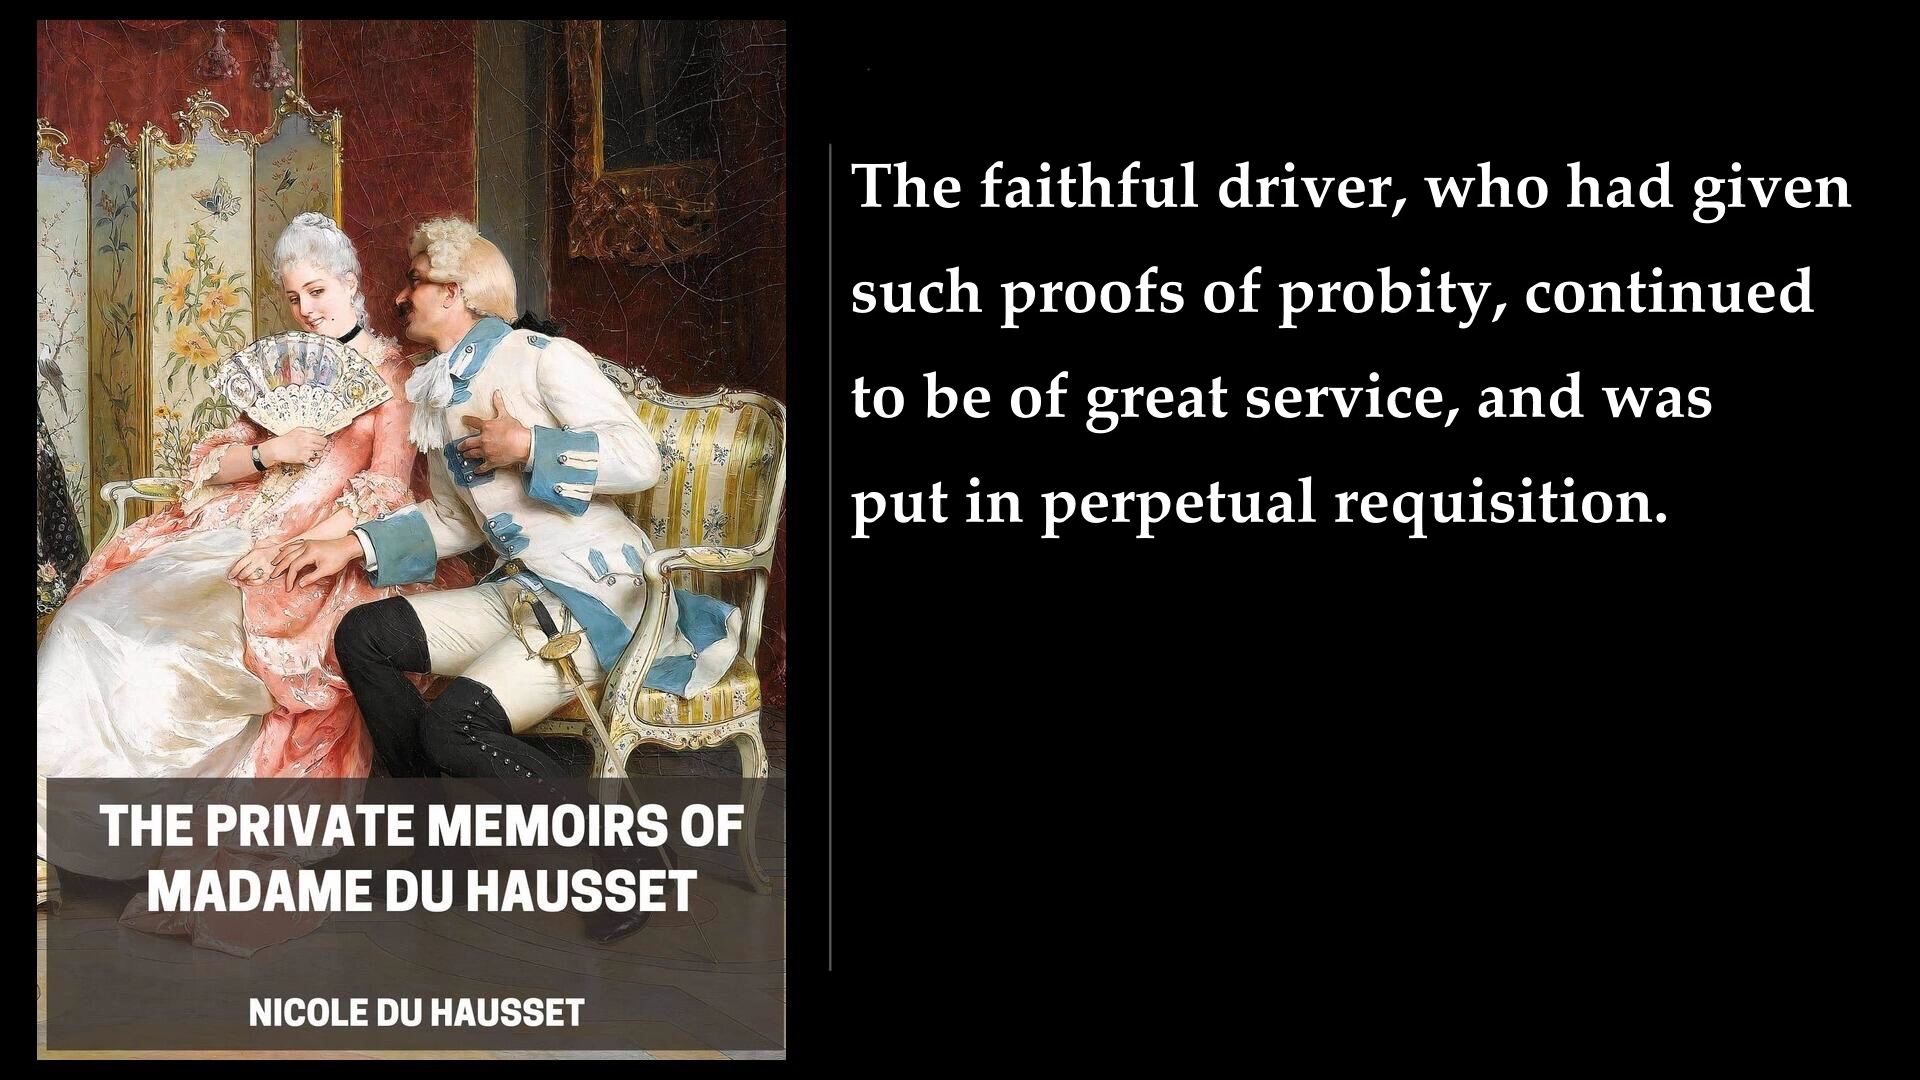 THE PRIVATE MEMOIRS OF
MADAME DU HAUSSET
NICOLE DU HAUSSET
The faithful driver, who had given
such proofs of probity, continued
to be of great service, and was
put in perpetual requisition.